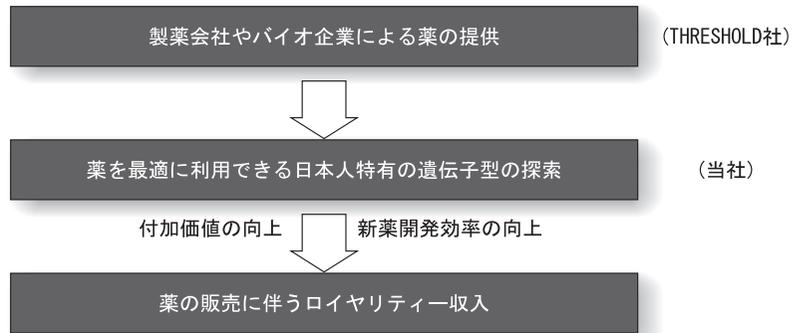 製薬会社やバイオ企業による薬の提供 （THRESHOLD社）
薬を最適に利用できる日本人特有の遺伝子型の探索 （当社）
付加価値の向上 新薬開発効率の向上
薬の販売に伴うロイヤリティー収入